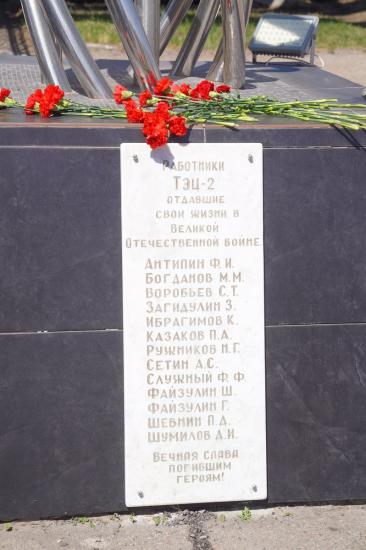 Работники
ТЭЦ-2
отдавшие
свои жизни в
Великой
Отечественной войне
Антипин Ф.И.
Богданов М.М.
Воробьев С.Т.
Загидулин З.
Ибрагимов К.
Казаков П.Д.
Ружников Н.Г.
Сетин А.С.
Служный Ф.Ф.
Файзулин Ш.
Файзулин Г.
Шевнин П.Д.
Шумилов Д.И.
Вечная слава
погибшим
героям!